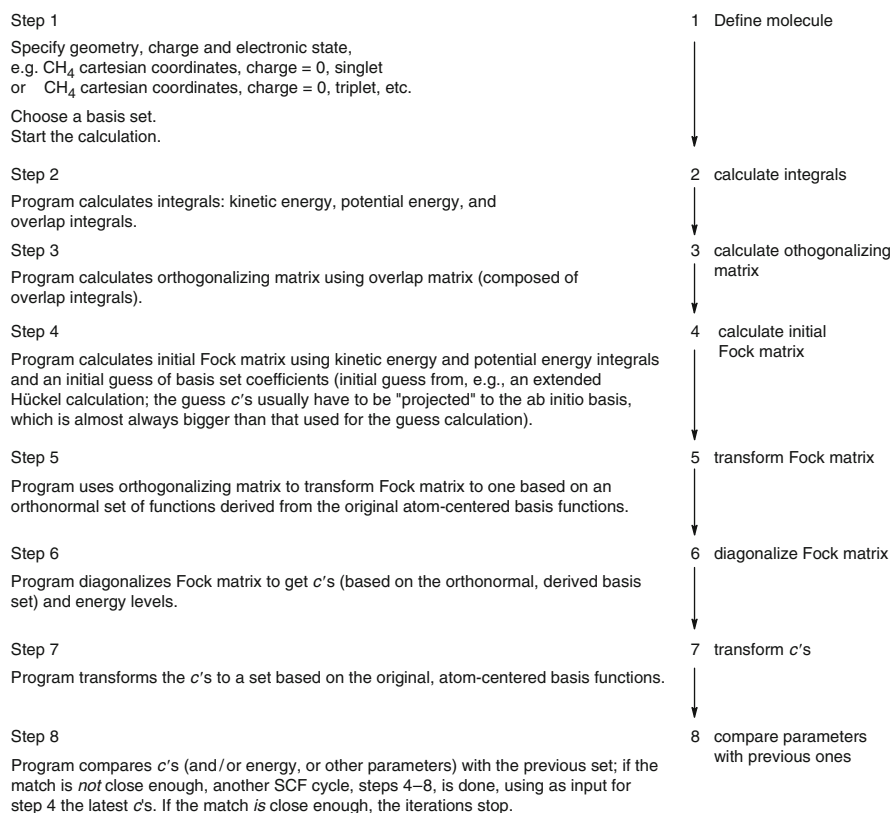 Step 1
1 Define molecule
Specify geometry, charge and electronic state,
e.g. CH4 cartesian coordinates, charge = 0, singlet
or CH4 cartesian coordinates, charge = 0, triplet, etc.
Choose a basis set.
Start the calculation.
Step 2
2 calculate integrals
Program calculates integrals: kinetic energy, potential energy, and
overlap integrals.
Step 3
3 calculate othogonalizing
matrix
Program calculates orthogonalizing matrix using overlap matrix (composed of
overlap integrals).
Step 4
4 calculate initial
Fock matrix
Program calculates initial Fock matrix using kinetic energy and potential energy integrals
and an initial guess of basis set coefficients (initial guess from, e.g., an extended
Hückel calculation; the guess c's usually have to be "projected" to the ab initio basis,
which is almost always bigger than that used for the guess calculation).
Step 5
5 transform Fock matrix
Program uses orthogonalizing matrix to transform Fock matrix to one based on an
orthonormal set of functions derived from the original atom-centered basis functions.
Step 6
6 diagonalize Fock matrix
Program diagonalizes Fock matrix to get c's (based on the orthonormal, derived basis
set) and energy levels.
Step 7
7 transform c's
Program transforms the c's to a set based on the original, atom-centered basis functions.
Step 8
8 compare parameters
with previous ones
Program compares c's (and/or energy, or other parameters) with the previous set; if the
match is not close enough, another SCF cycle, steps 4–8, is done, using as input for
step 4 the latest c's. If the match is close enough, the iterations stop.